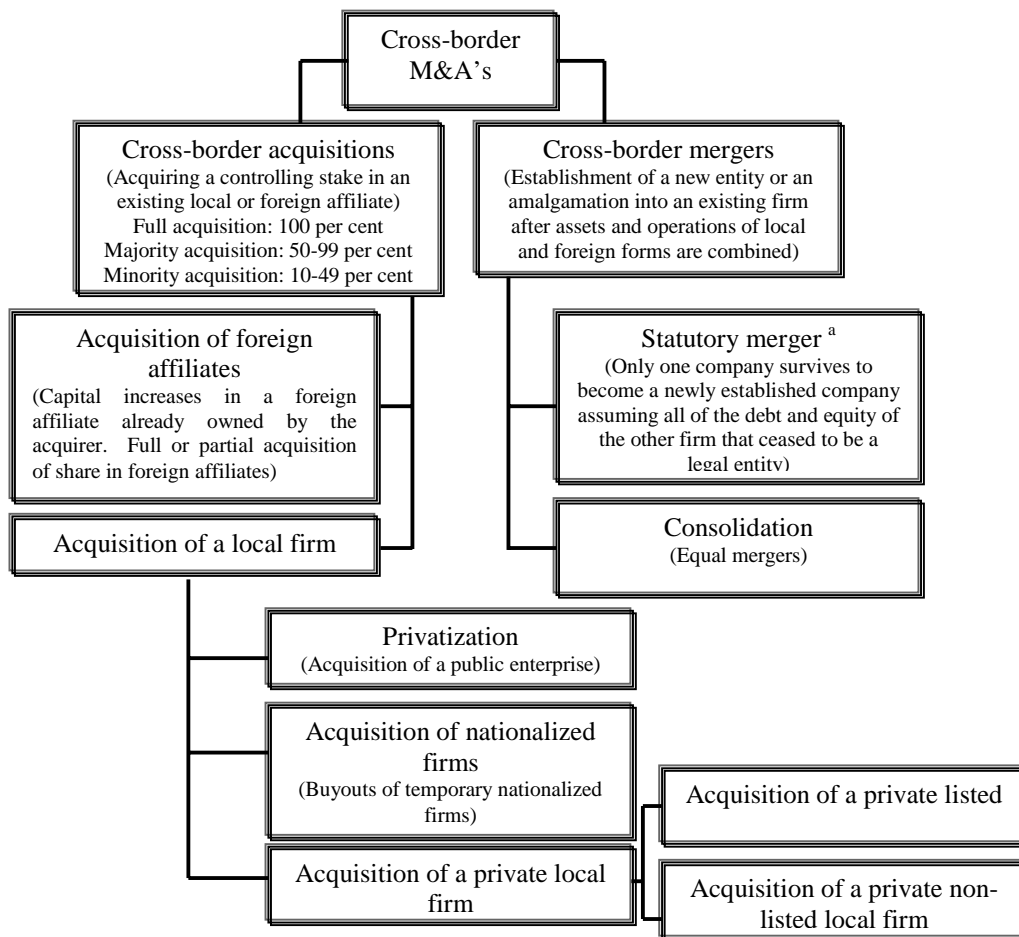 Cross-border
M&A's
Cross-border acquisitions
(Acquiring a controlling stake in an
existing local or foreign affiliate)
Full acquisition: 100 per cent
Majority acquisition: 50-99 per cent
Minority acquisition: 10-49 per cent
Cross-border mergers
(Establishment of a new entity or an
amalgamation into an existing firm
after assets and operations of local
and foreign forms are combined)
Acquisition of foreign
affiliates
(Capital increases in a foreign
affiliate already owned by the
acquirer. Full or partial acquisition
of share in foreign affiliates)
Statutory merger a
(Only one company survives to
become a newly established company
assuming all of the debt and equity of
the other firm that ceased to be a
legal entity)
Acquisition of a local firm
Consolidation
(Equal mergers)
Privatization
(Acquisition of a public enterprise)
Acquisition of nationalized
firms
(Buyouts of temporary nationalized
firms)
Acquisition of a private local
firm
Acquisition of a private listed
Acquisition of a private non-
listed local firm